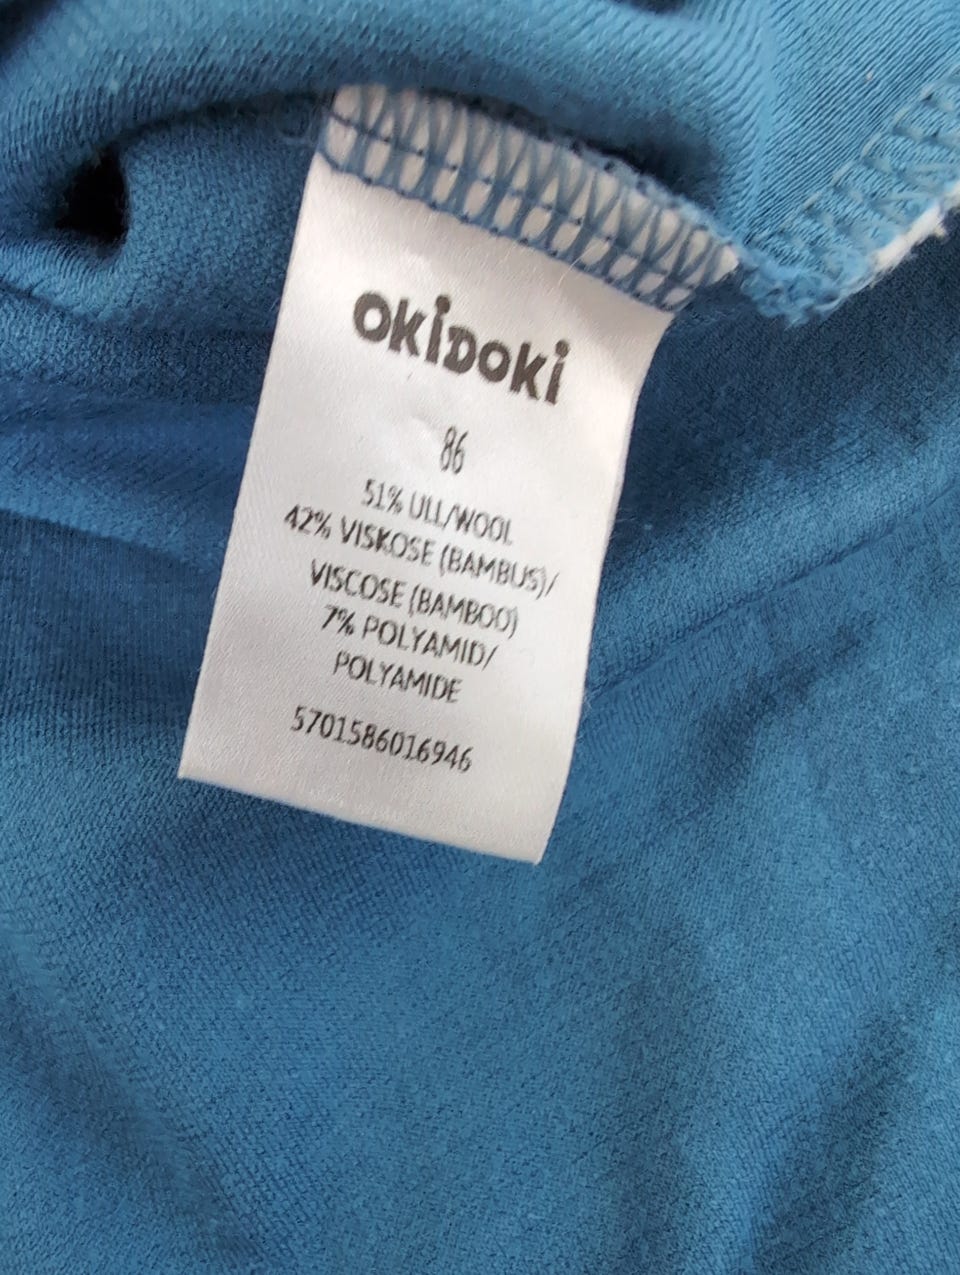 OKiDOKi
86
51% ULL/WOOL
42% VISKOSE (BAMBUS)/
VISCOSE (BAMBOO)
7% POLYAMID/
POLYAMIDE
5701586016946